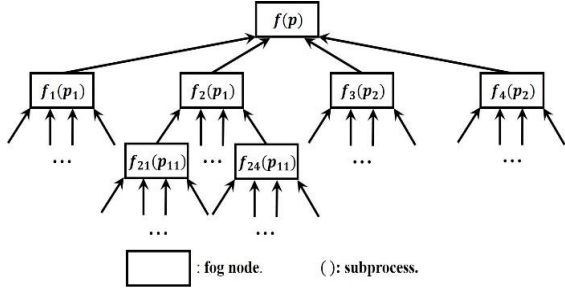 f(p)
f₁(p₁) f₂(p₁) f₃(p₂) f₄(p₂)
... ... ... ...
f₂₁(p₁₁) f₂₄(p₁₁)
... ...
: fog node. ( ): subprocess.